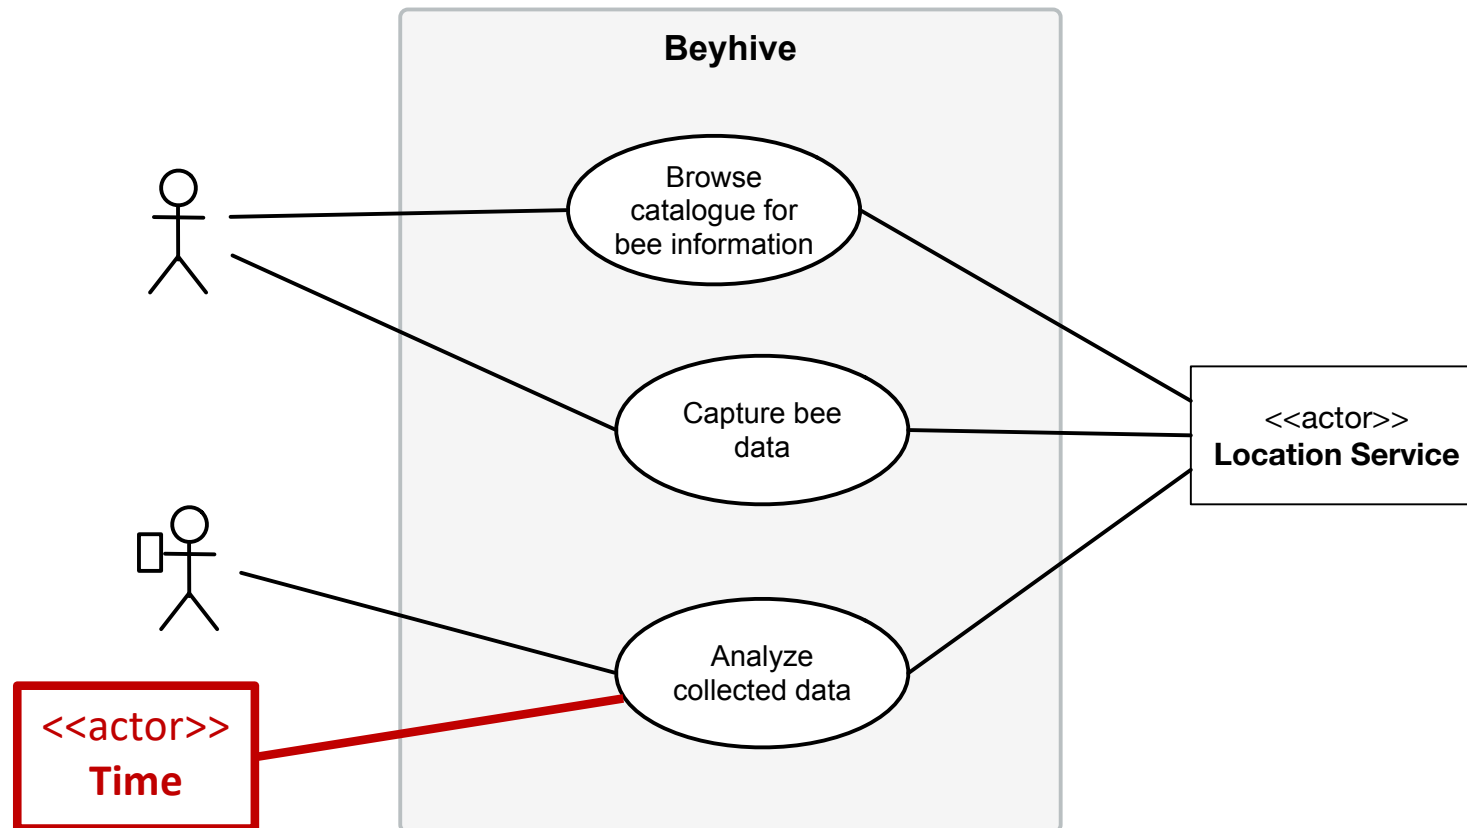 Beyhive
Browse
catalogue for
bee information
Capture bee
data
<<actor>>
Location Service
Analyze
collected data
<<actor>>
Time